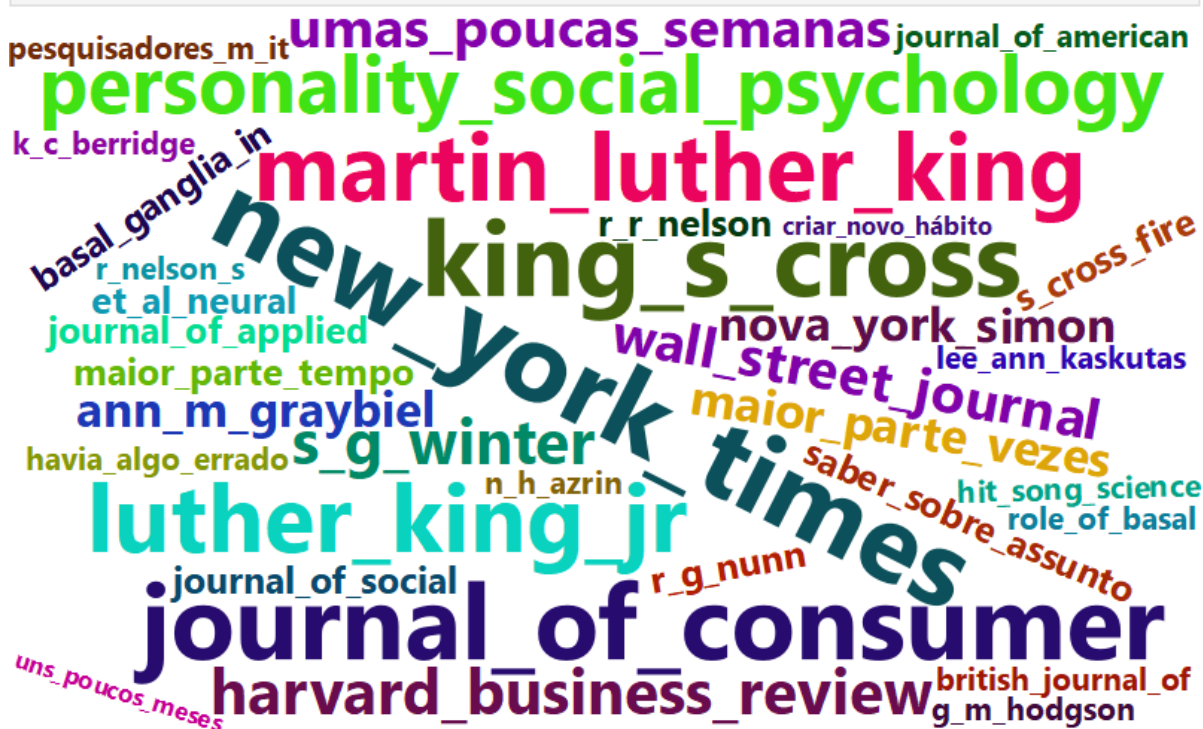 umas_poucas_semanas
journal_of_american
pesquisadores_m_it
personality_social_psychology
k_c_berridge
basal_ganglia_in
martin_luther_king
r_r_nelson
criar_novo_hábito
king_s_cross
s_cross_fire
new_york_times
r_nelson_s
et_al_neural
journal_of_applied
nova_york_simon
wall_street_journal
lee_ann_kaskutas
maior_parte_tempo
ann_m_graybiel
maior_parte_vezes
s_g_winter
havia_algo_errado
saber_sobre_assunto
n_h_azrin
hit_song_science
role_of_basal
luther_king_jr
journal_of_social
r_g_nunn
journal_of_consumer
uns_poucos_meses
harvard_business_review
british_journal_of
g_m_hodgson